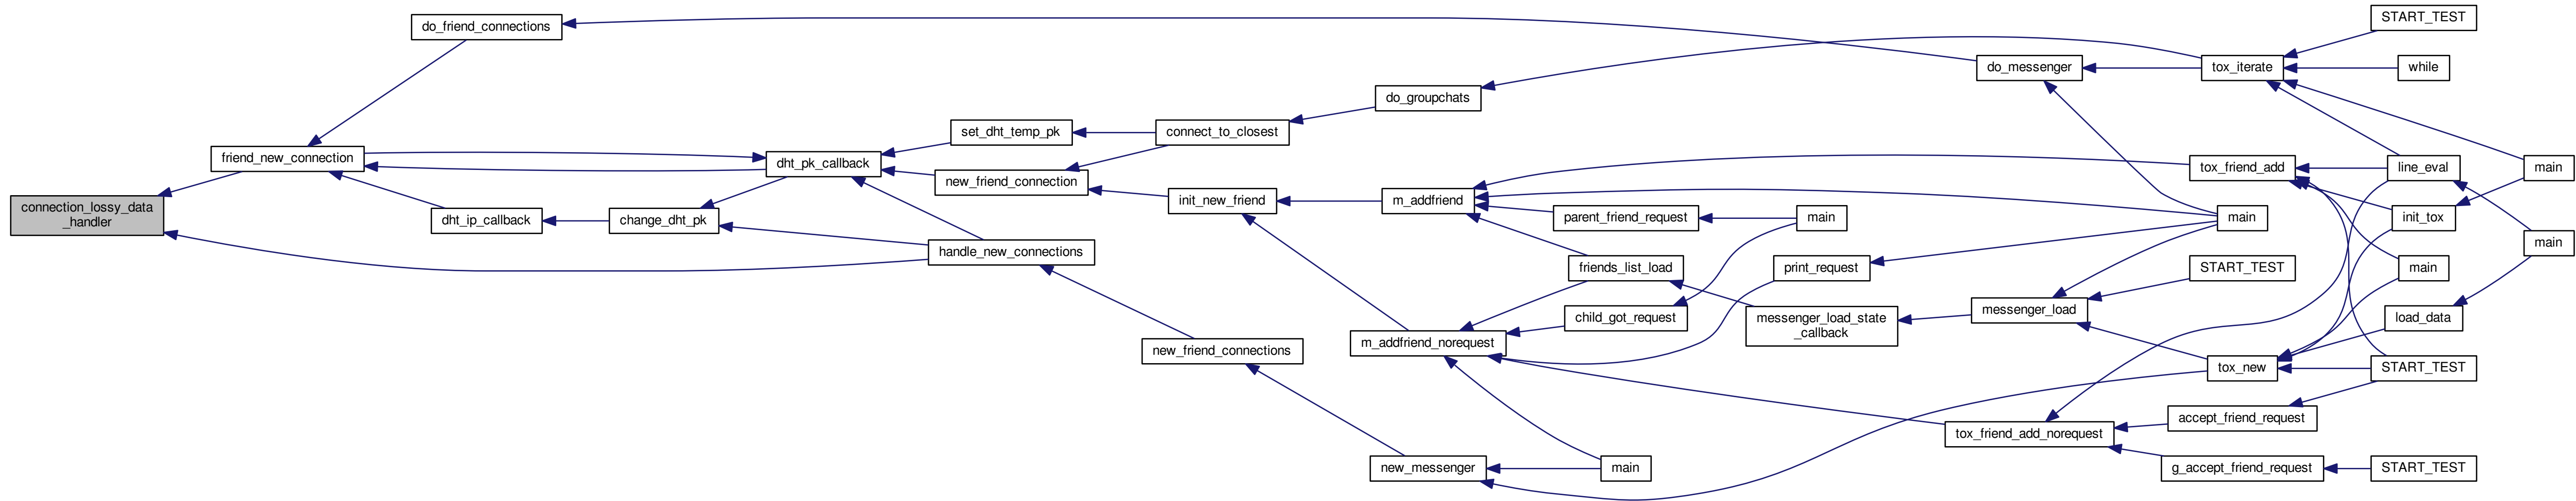 START_TEST
do_friend_connections
do_messenger
tox_iterate
while
do_groupchats
set_dht_temp_pk
connect_to_closest
friend_new_connection
dht_pk_callback
tox_friend_add
line_eval
main
new_friend_connection
connection_lossy_data
_handler
dht_ip_callback
change_dht_pk
init_new_friend
m_addfriend
parent_friend_request
main
main
init_tox
main
handle_new_connections
friends_list_load
print_request
START_TEST
main
child_got_request
messenger_load_state
_callback
messenger_load
load_data
new_friend_connections
m_addfriend_norequest
tox_new
START_TEST
accept_friend_request
tox_friend_add_norequest
new_messenger
main
g_accept_friend_request
START_TEST